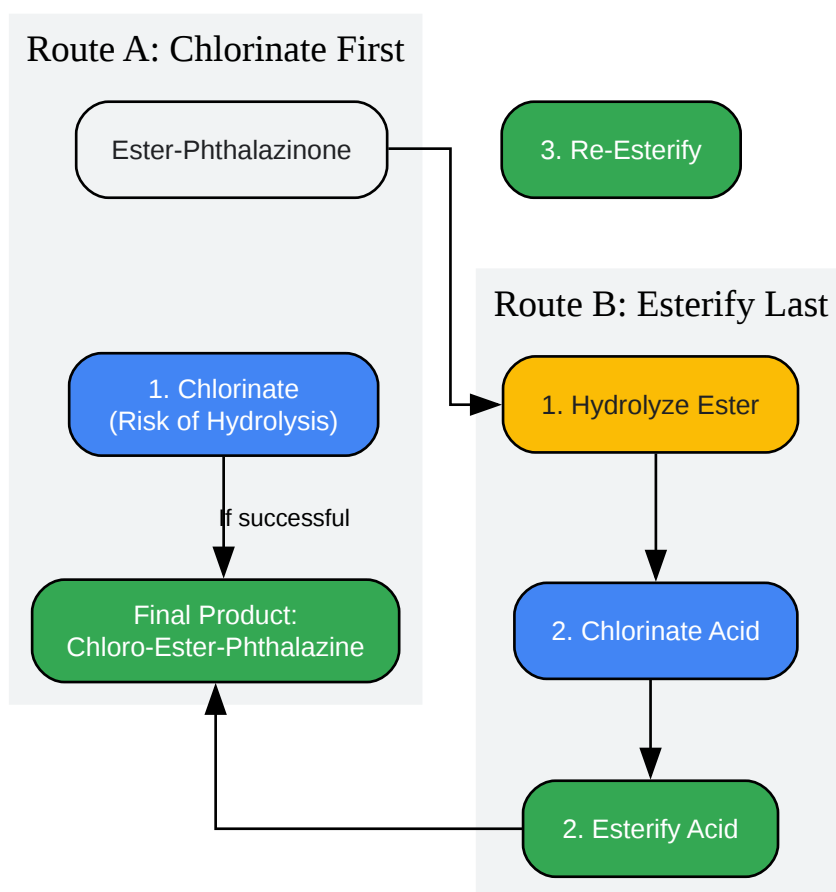 Route A: Chlorinate First
Ester-Phthalazinone
3. Re-Esterify
Route B: Esterify Last
1. Chlorinate
(Risk of Hydrolysis)
1. Hydrolyze Ester
If successful
Final Product:
Chloro-Ester-Phthalazine
2. Chlorinate Acid
2. Esterify Acid